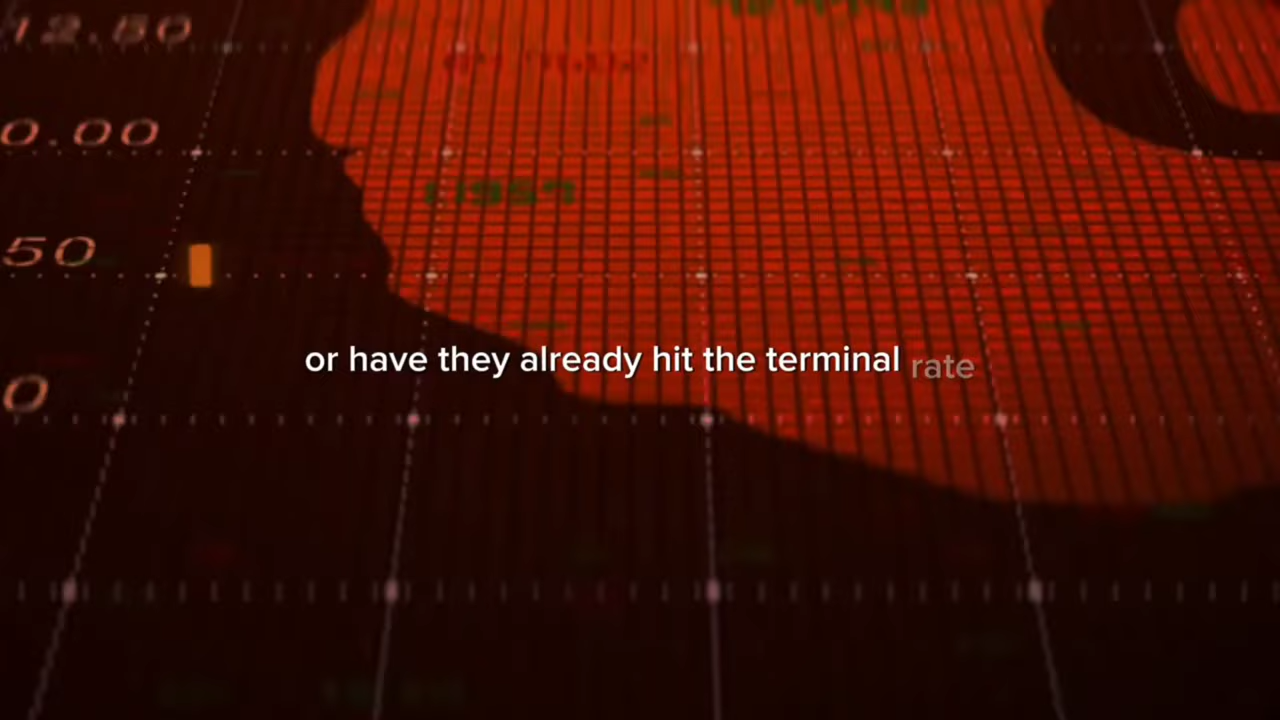 12.50
0.00
50
0
or have they already hit the terminal rate